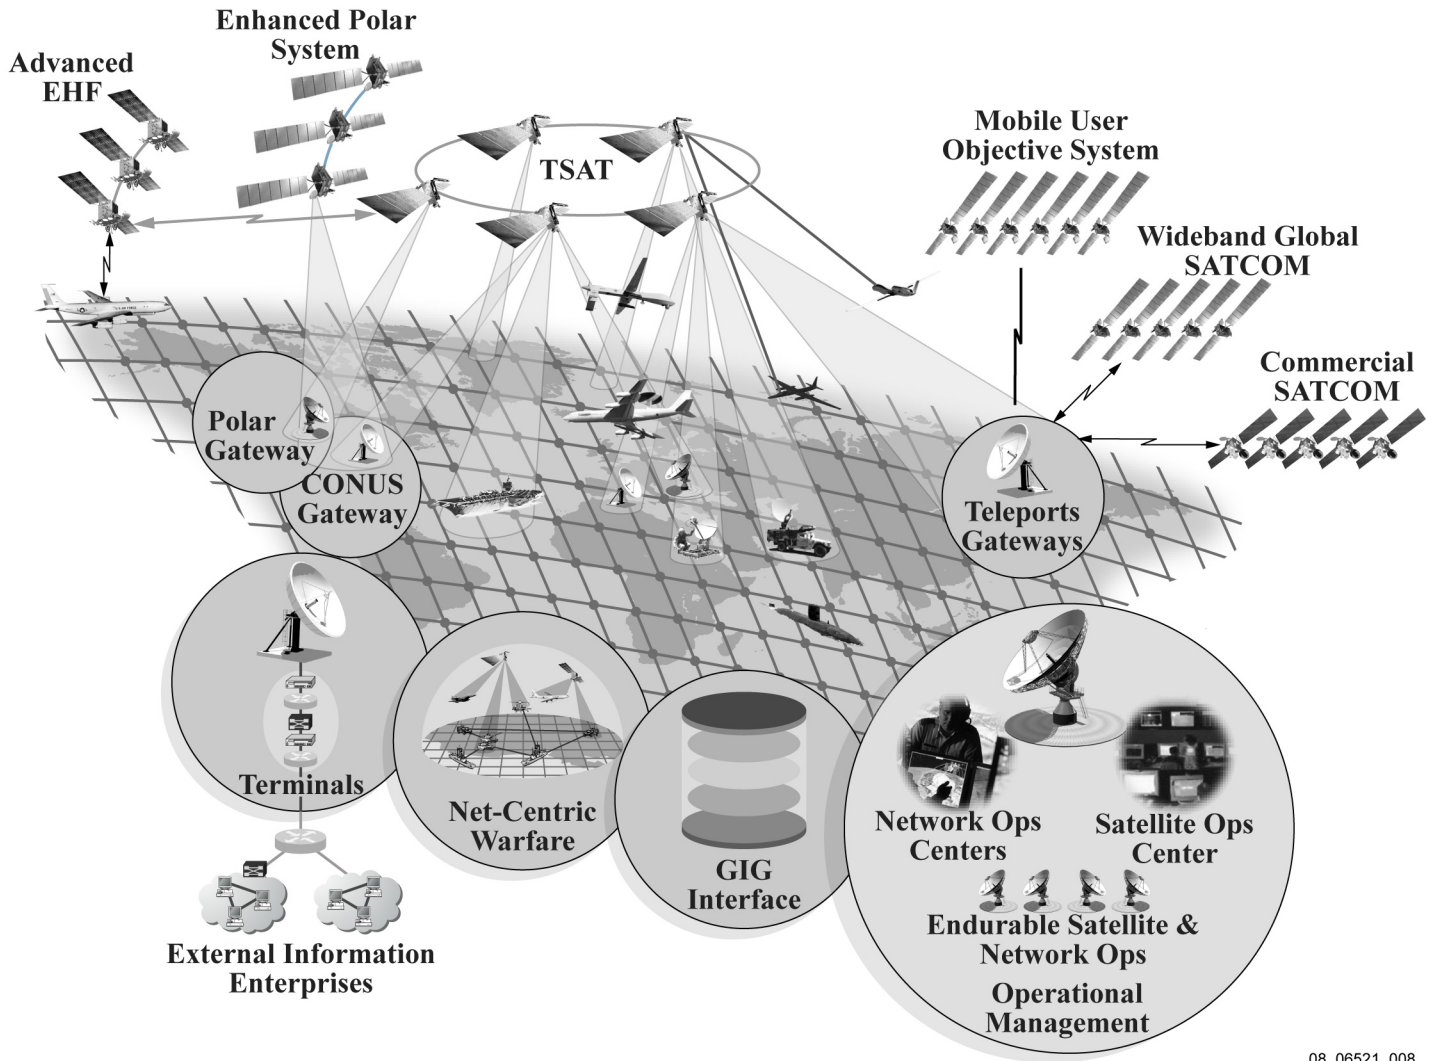 Enhanced Polar
System
Advanced
EHF
TSAT
Mobile User
Objective System
Wideband Global
SATCOM
Commercial
SATCOM
Polar
Gateway
CONUS
Gateway
Teleports
Gateways
Terminals
Net-Centric
Warfare
GIG
Interface
Network Ops
Centers
Satellite Ops
Center
Endurable Satellite &
Network Ops
Operational
Management
External Information
Enterprises
08_06521_008